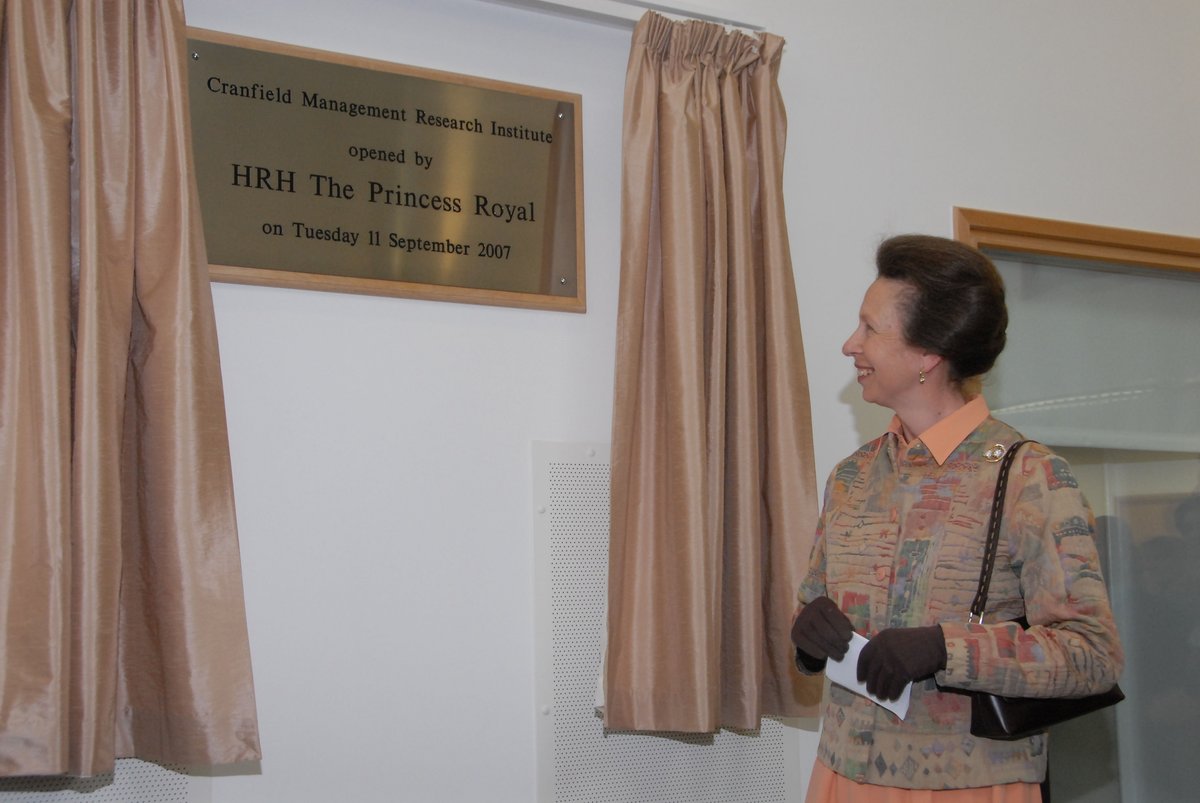 Cranfield Management Research Institute
opened by
HRH The Princess Royal
on Tuesday 11 September 2007